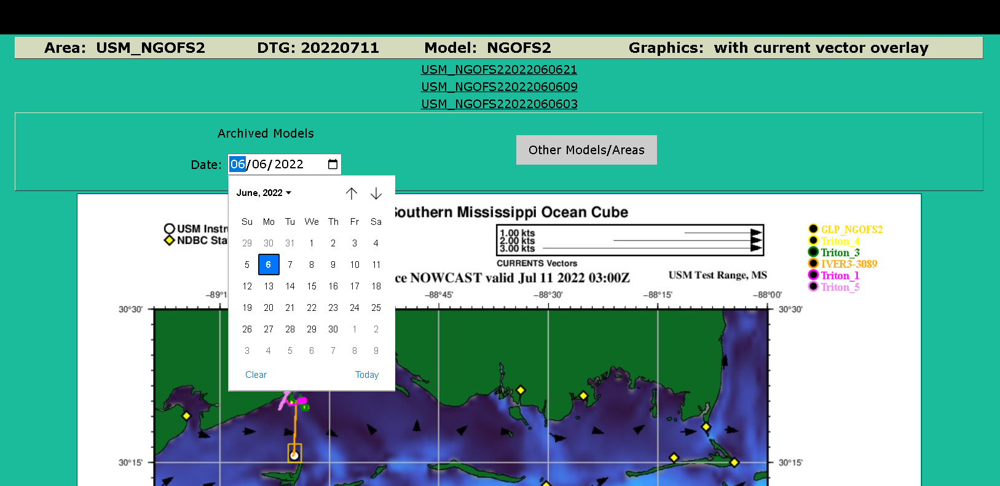 Area: USM_NGOFS2 DTG: 20220711 Model: NGOFS2 Graphics: with current vector overlay
USM_NGOFS22022060621
USM_NGOFS22022060609
USM_NGOFS22022060603
Archived Models
Other Models/Areas
Date: 06/06/2022
June, 2022
Su Mo Tu We Th Fr Sa
29 30 31 1 2 3 4
5 6 7 8 9 10 11
12 13 14 15 16 17 18
19 20 21 22 23 24 25
26 27 28 29 30 1 2
3 4 5 6 7 8 9
Clear Today
Southern Mississippi Ocean Cube
USM Instr
NDBC Sta
1.00 kts
2.00 kts
3.00 kts
CURRENTS Vectors
ce NOWCAST valid Jul 11 2022 03:00Z
USM Test Range, MS
GLP_NGOFS2
Triton_4
Triton_3
IVER3-3089
Triton_1
Triton_5
-89°1 -88°45' -88°30' -88°15' -88°00'
30°30' 30°30'
30°15' 30°15'